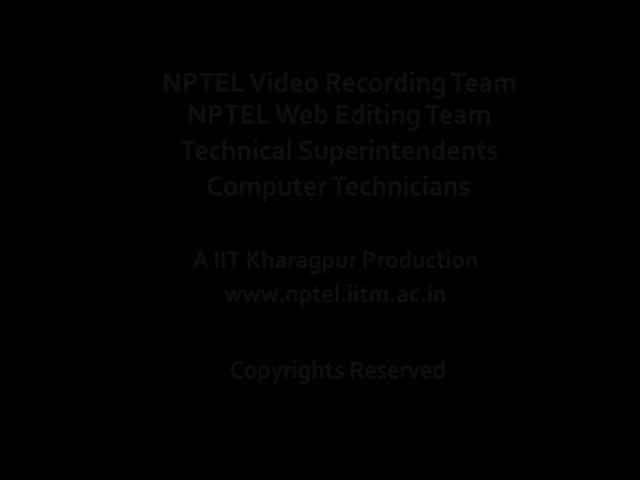 NPTEL Video Recording Team
NPTEL Web Editing Team
Technical Superintendents
Computer Technicians
A IIT Kharagpur Production
www.nptel.iitm.ac.in
Copyrights Reserved